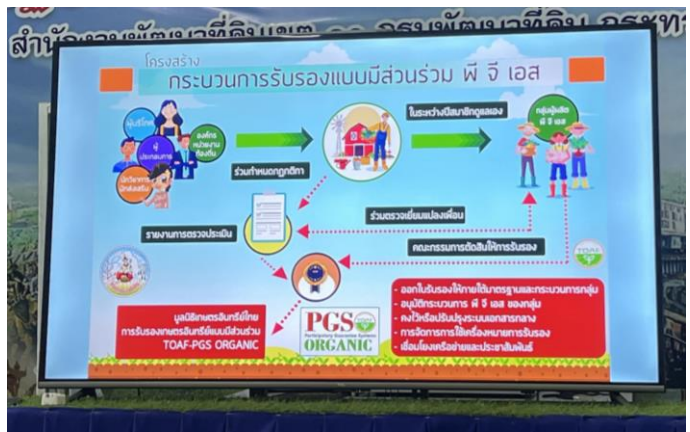 สำนักงานพัฒนาที่ดินเขต กรมพัฒนาที่ดิน
โครงสร้าง
กระบวนการรับรองแบบมีส่วนร่วม พี จี เอส
ผู้บริโภค
องค์กร
หน่วยงาน
ท้องถิ่น
ผู้
ประกอบการ
นักวิชาการ
นักส่งเสริม
ในระหว่างปีสมาชิกดูแลเอง
กลุ่มผู้ผลิต
พี จี เอส
ร่วมกำหนดกฎกติกา
ร่วมตรวจเยี่ยมแปลงเพื่อน
รายงานการตรวจประเมิน
คณะกรรมการตัดสินให้การรับรอง
TOAF
มูลนิธิเกษตรอินทรีย์ไทย
การรับรองเกษตรอินทรีย์แบบมีส่วนร่วม
TOAF-PGS ORGANIC
PGS
Participatory Guarantee Systems
ORGANIC
- ออกใบรับรองให้ภายใต้มาตรฐานและกระบวนการกลุ่ม
- อนุมัติกระบวนการ พี จี เอส ของกลุ่ม
- คงไว้หรือปรับปรุงระบบเอกสารกลาง
- การจัดการการใช้เครื่องหมายการรับรอง
- เชื่อมโยงเครือข่ายและประชาสัมพันธ์